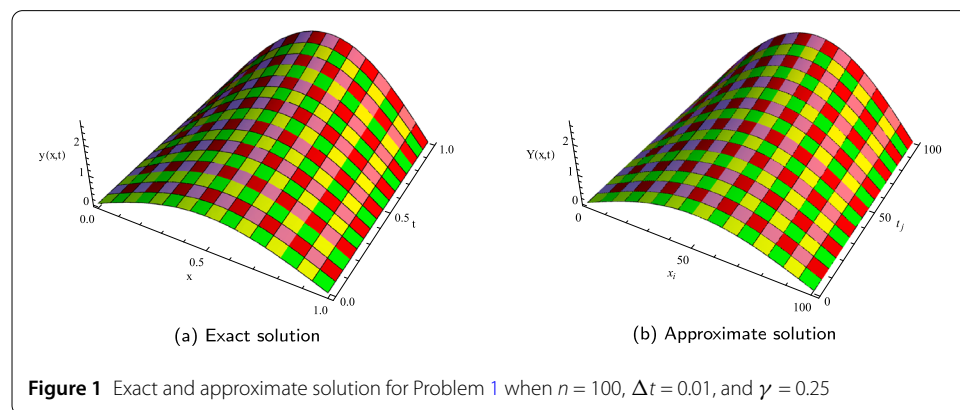 y(x,t)
2
1
0
0.0
0.5
x
1.0
0.0
0.5
t
1.0
(a) Exact solution
Y(x,t)
2
1
0
0
50
x_i
100
0
50
t_j
100
(b) Approximate solution
Figure 1 Exact and approximate solution for Problem 1 when n = 100, Δt = 0.01, and γ = 0.25